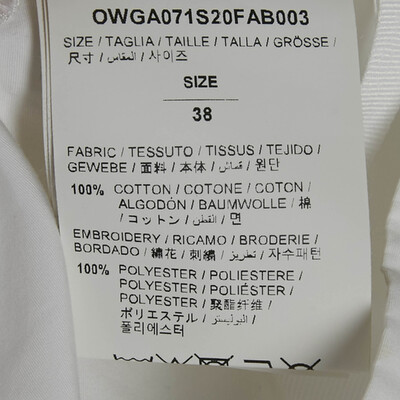 OWGA071S20FAB003
SIZE / TAGLIA / TAILLE / TALLA / GRÖSSE /
尺寸 / المقاس / 사이즈
SIZE
38
FABRIC / TESSUTO / TISSUS / TEJIDO /
GEWEBE / 面料 / 本体 / قماش / 원단
100% COTTON / COTONE / COTON /
ALGODÓN / BAUMWOLLE / 棉
/ コットン / القطن / 면
EMBROIDERY / RICAMO / BRODERIE /
BORDADO / 繡花 / 刺繍 / تطريز / 자수패턴
100% POLYESTER / POLIESTERE /
POLYESTER / POLIÉSTER /
POLYESTER / 聚酯纤维 /
ポリエステル / البوليستر /
폴리에스터